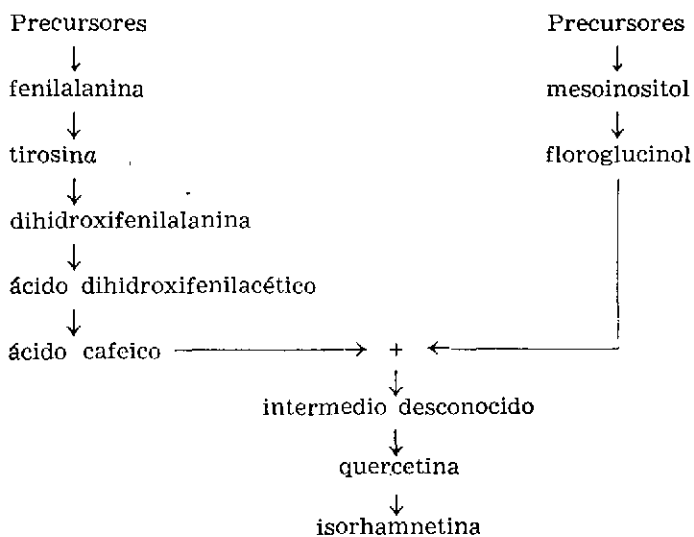 Precursores Precursores
fenilalanina mesoinositol
tirosina floroglucinol
dihidroxifenilalanina
ácido dihidroxifenilacético
ácido cafeico +
intermedio desconocido
quercetina
isorhamnetina